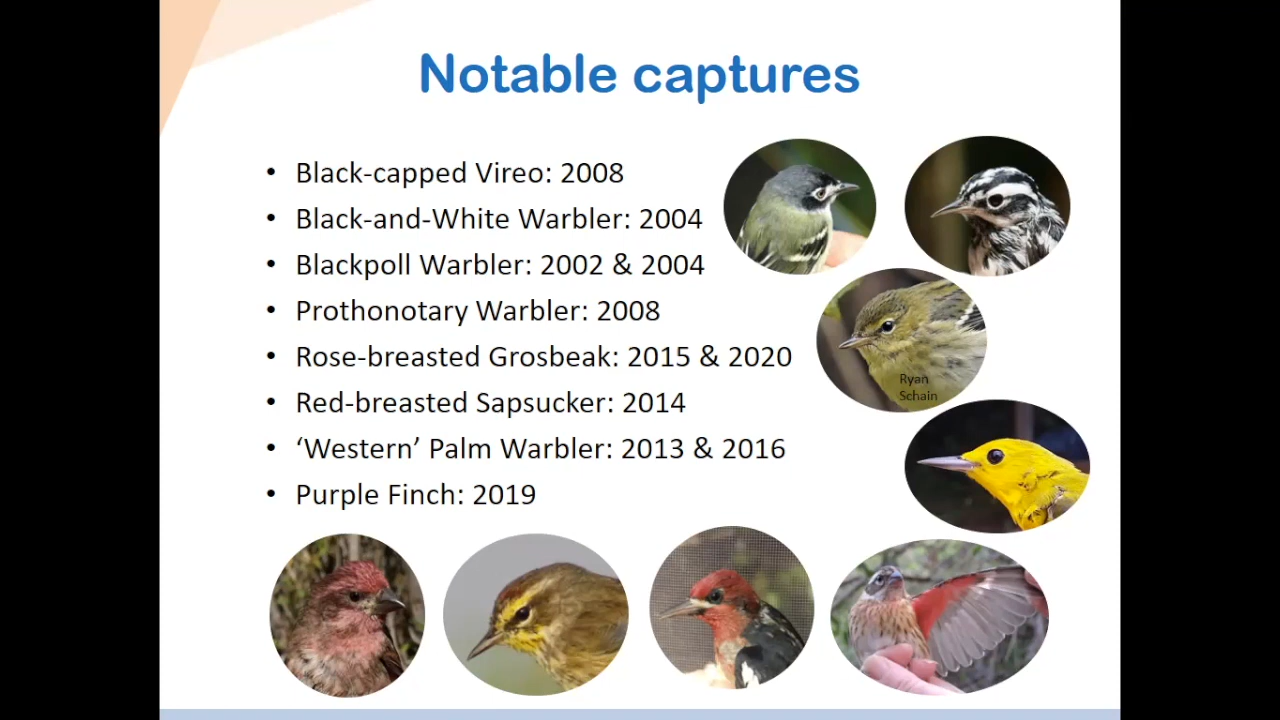 Notable captures
• Black-capped Vireo: 2008
• Black-and-White Warbler: 2004
• Blackpoll Warbler: 2002 & 2004
• Prothonotary Warbler: 2008
• Rose-breasted Grosbeak: 2015 & 2020
• Red-breasted Sapsucker: 2014
• ‘Western’ Palm Warbler: 2013 & 2016
• Purple Finch: 2019
Ryan
Schain